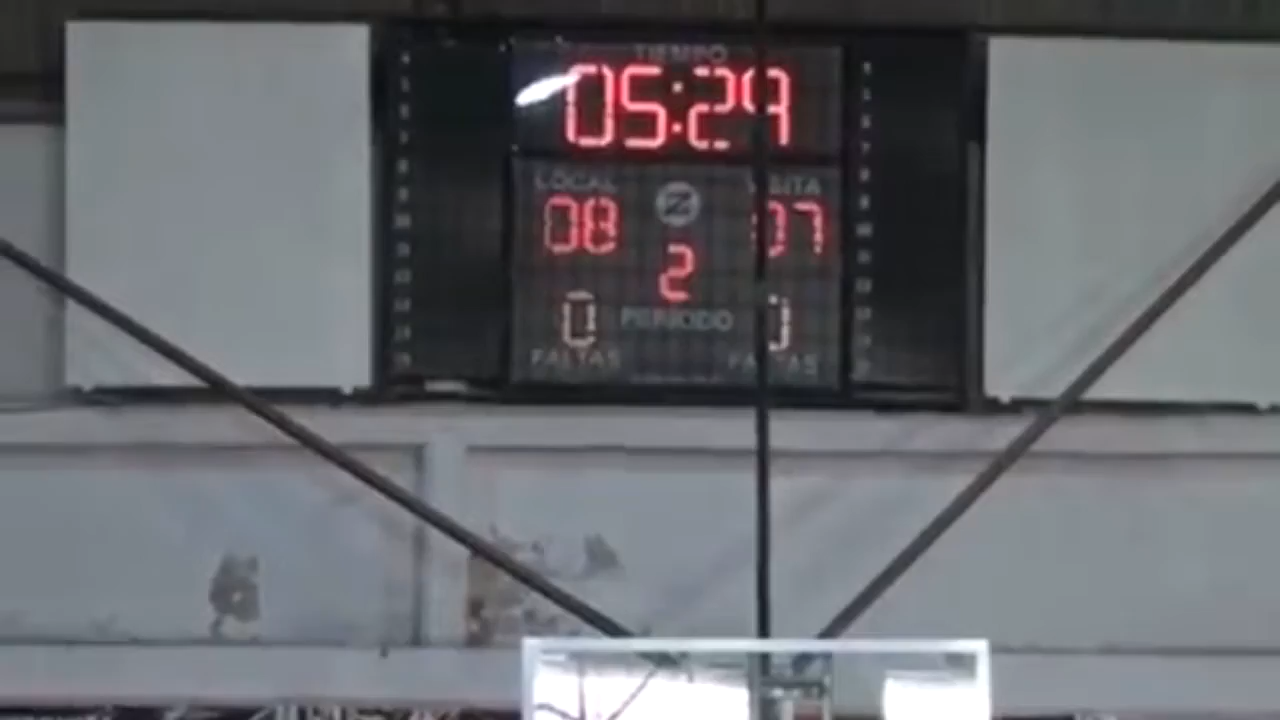 TIEMPO
05:29
LOCAL VISITA
08 07
2
0 PERIODO 0
FALTAS FALTAS